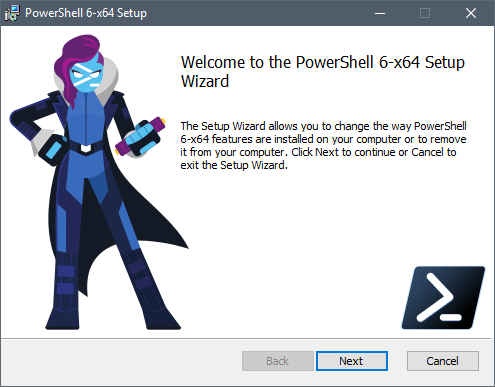 PowerShell 6-x64 Setup
Welcome to the PowerShell 6-x64 Setup
Wizard
The Setup Wizard allows you to change the way PowerShell
6-x64 features are installed on your computer or to remove
it from your computer. Click Next to continue or Cancel to
exit the Setup Wizard.
Back
Next
Cancel